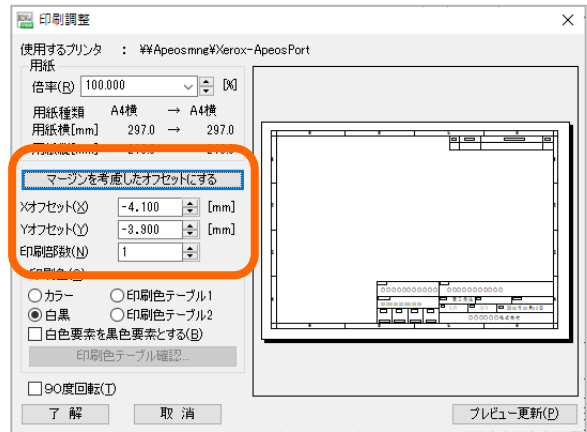 印刷調整
使用するプリンタ : ¥¥Apeosmng¥Xerox-ApeosPort
用紙
倍率(R) 100.000 [%]
用紙種類 A4横 → A4横
用紙横[mm] 297.0 → 297.0
マージンを考慮したオフセットにする
Xオフセット(X) -4.100 [mm]
Yオフセット(Y) -3.900 [mm]
印刷部数(N) 1
カラー 印刷色テーブル1
白黒 印刷色テーブル2
白色要素を黒色要素とする(B)
印刷色テーブル確認...
90度回転(T)
了解 取消 プレビュー更新(P)